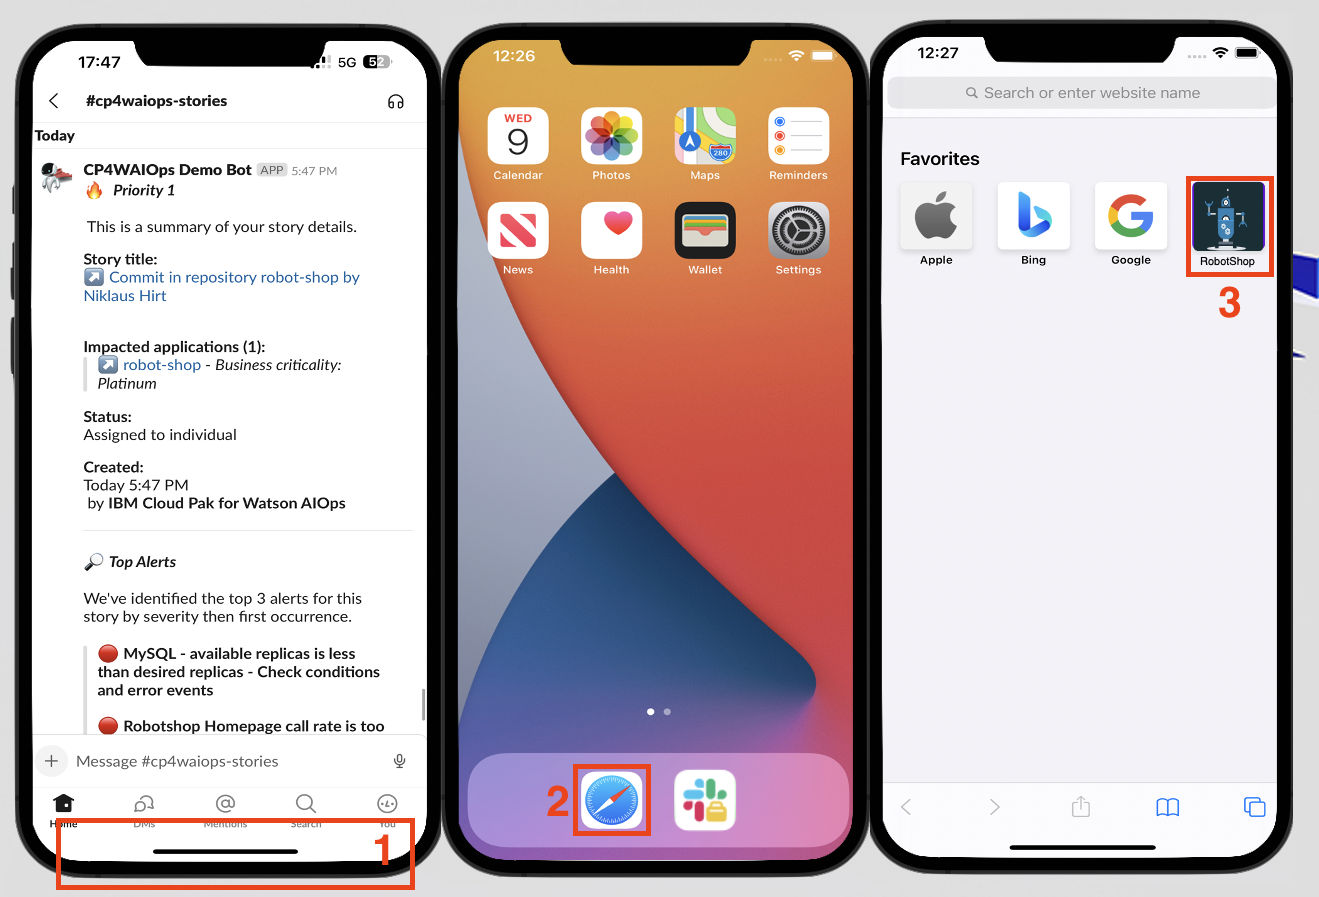 17:47
5G 52
#cp4waiops-stories
Today
CP4WAIOps Demo Bot APP 5:47 PM
Priority 1
This is a summary of your story details.
Story title:
Commit in repository robot-shop by
Niklaus Hirt
Impacted applications (1):
robot-shop - Business criticality:
Platinum
Status:
Assigned to individual
Created:
Today 5:47 PM
by IBM Cloud Pak for Watson AIOps
Top Alerts
We've identified the top 3 alerts for this
story by severity then first occurrence.
MySQL - available replicas is less
than desired replicas - Check conditions
and error events
Robotshop Homepage call rate is too
Message #cp4waiops-stories
Home DMs Mentions Search You
1
12:26
WED
9
280
Calendar Photos Maps Reminders
News Health Wallet Settings
2
12:27
Search or enter website name
Favorites
Apple Bing Google RobotShop
3